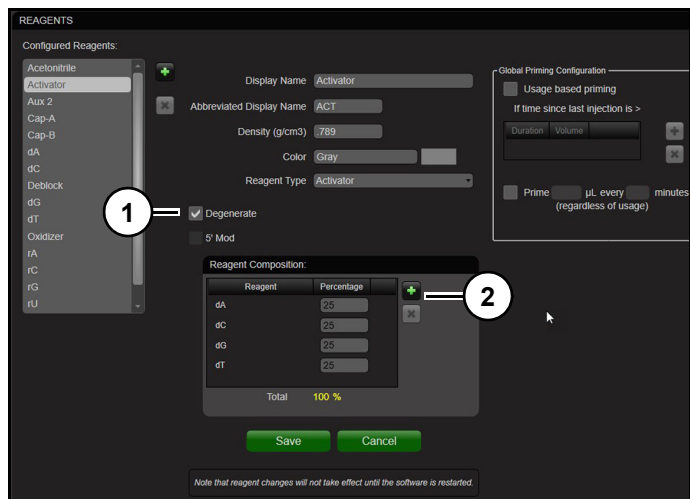 REAGENTS
Configured Reagents:
Acetonitrile
Activator
Aux 2
Cap-A
Cap-B
dA
dC
Deblock
dG
dT
Oxidizer
rA
rC
rG
rU
Display Name Activator
Abbreviated Display Name ACT
Density (g/cm3) .789
Color Gray
Reagent Type Activator
1
Degenerate
5' Mod
Reagent Composition:
Reagent Percentage
dA 25
dC 25
dG 25
dT 25
Total 100 %
2
Save Cancel
Note that reagent changes will not take effect until the software is restarted.
Global Priming Configuration
Usage based priming
If time since last injection is >
Duration Volume
Prime µL every minutes
(regardless of usage)